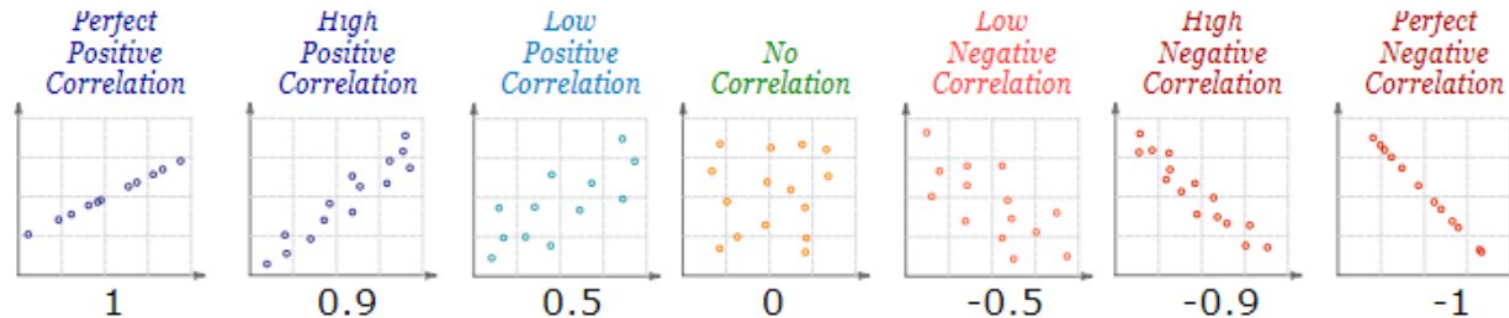 Perfect
Positive
Correlation
High
Positive
Correlation
Low
Positive
Correlation
No
Correlation
Low
Negative
Correlation
High
Negative
Correlation
Perfect
Negative
Correlation
1
0.9
0.5
0
-0.5
-0.9
-1